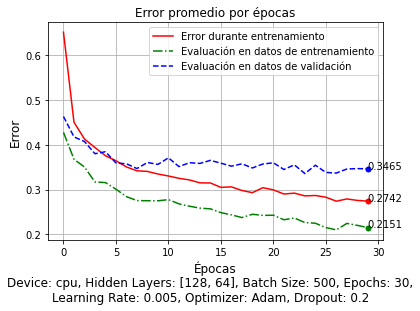 Error promedio por épocas
Error durante entrenamiento
Evaluación en datos de entrenamiento
Evaluación en datos de validación
Error
0.6
0.5
0.4
0.3
0.2
0.3465
0.2742
0.2151
0 5 10 15 20 25 30
Épocas
Device: cpu, Hidden Layers: [128, 64], Batch Size: 500, Epochs: 30,
Learning Rate: 0.005, Optimizer: Adam, Dropout: 0.2